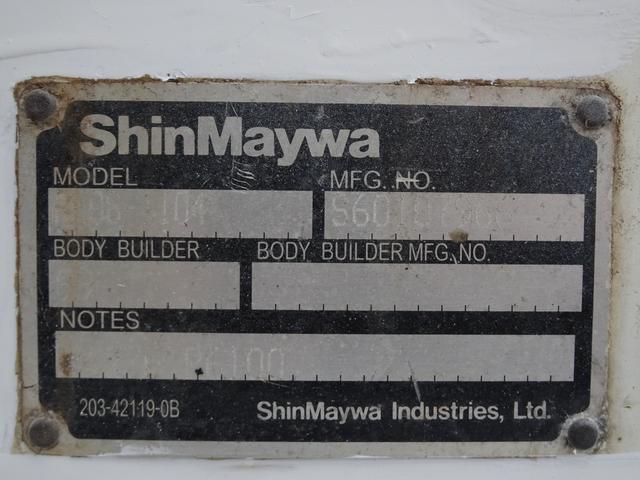 ShinMaywa
MODEL MFG. NO.
BODY BUILDER BODY BUILDER MFG. NO.
NOTES
203-42119-0B ShinMaywa Industries, Ltd.